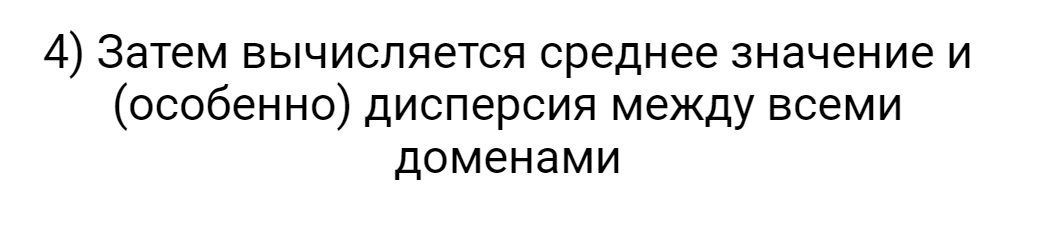 4) Затем вычисляется среднее значение и
(особенно) дисперсия между всеми
доменами